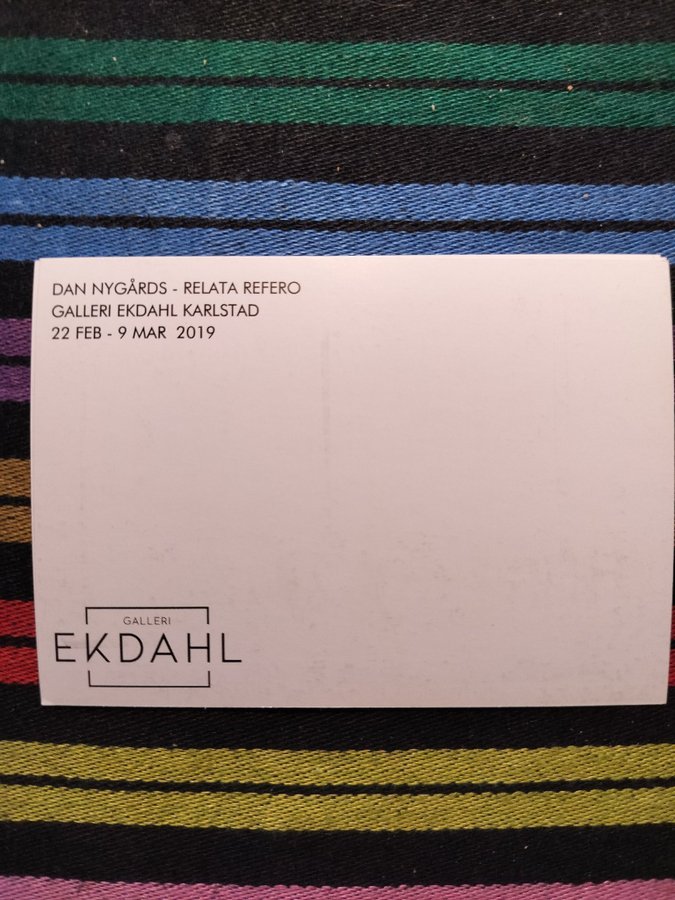 DAN NYGÅRDS - RELATA REFERO
GALLERI EKDAHL KARLSTAD
22 FEB - 9 MAR 2019
GALLERI
EKDAHL